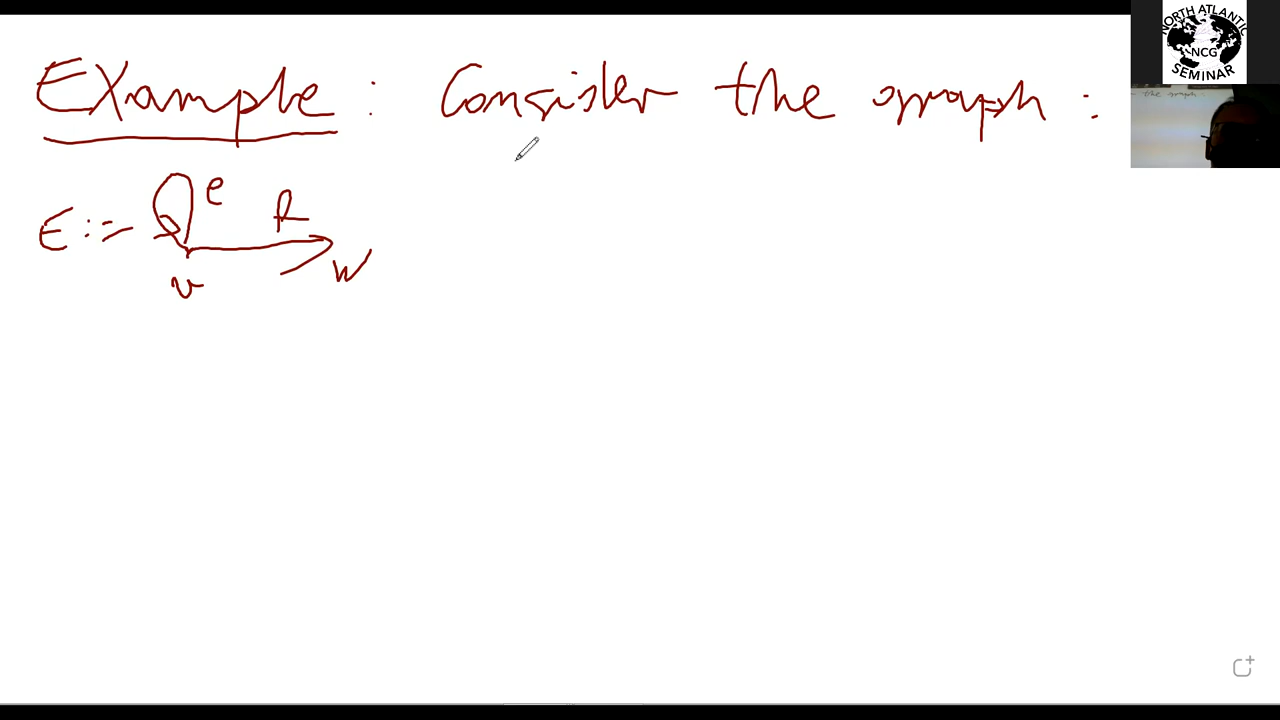 Example : Consider the graph :
E := e f
v w
NORTH ATLANTIC
NCG
SEMINAR